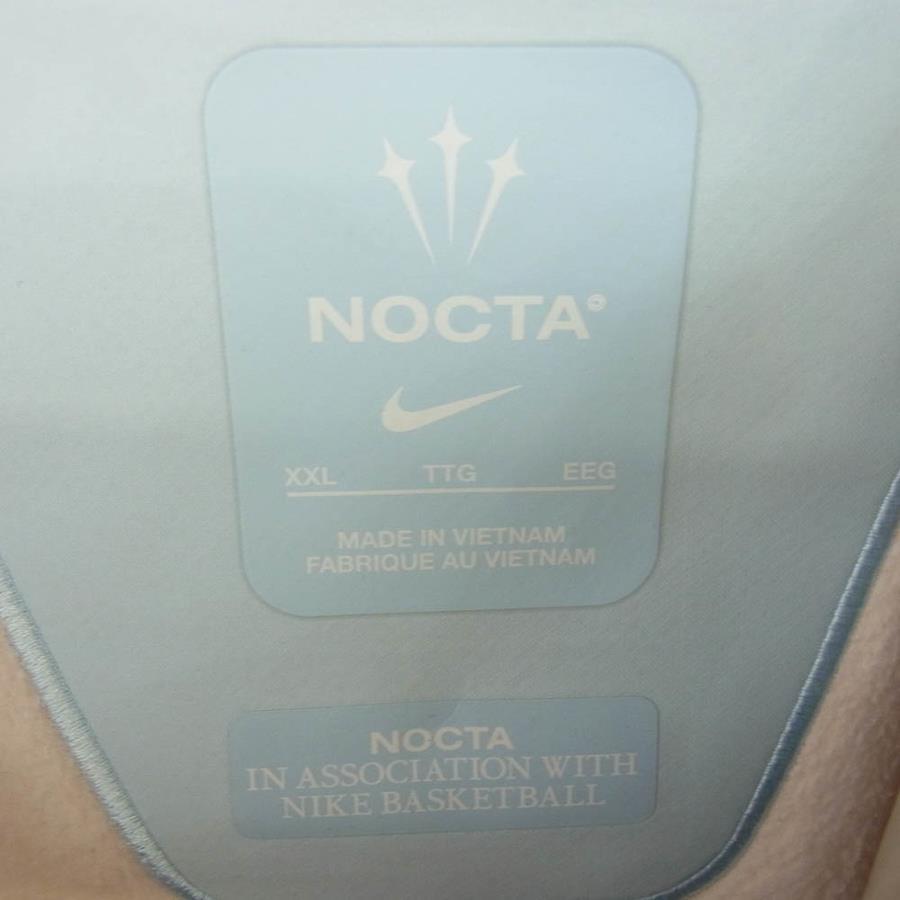 NOCTA
XXL TTG EEG
MADE IN VIETNAM
FABRIQUE AU VIETNAM
NOCTA
IN ASSOCIATION WITH
NIKE BASKETBALL